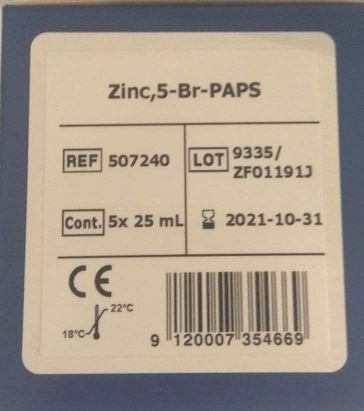 Zinc,5-Br-PAPS
REF 507240
LOT 9335/
ZF01191J
Cont. 5x 25 mL
2021-10-31
CE
22°C
18°C
9 120007 354669